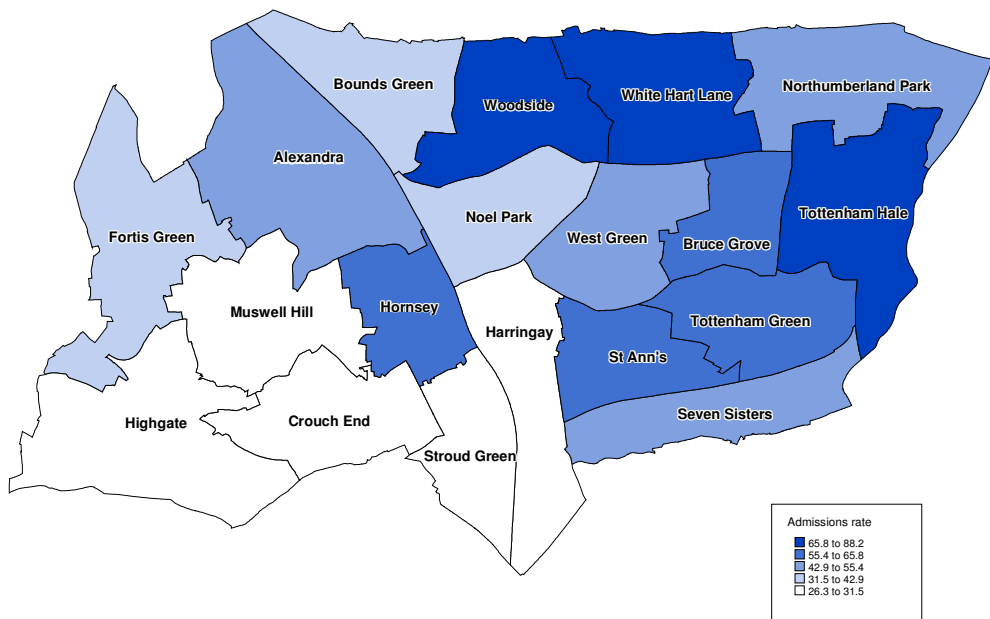 Bounds Green
Woodside
White Hart Lane
Northumberland Park
Alexandra
Noel Park
Tottenham Hale
Fortis Green
West Green
Bruce Grove
Muswell Hill
Hornsey
Harringay
Tottenham Green
St Ann's
Highgate
Crouch End
Seven Sisters
Stroud Green
Admissions rate
65.8 to 88.2
55.4 to 65.8
42.9 to 55.4
31.5 to 42.9
26.3 to 31.5